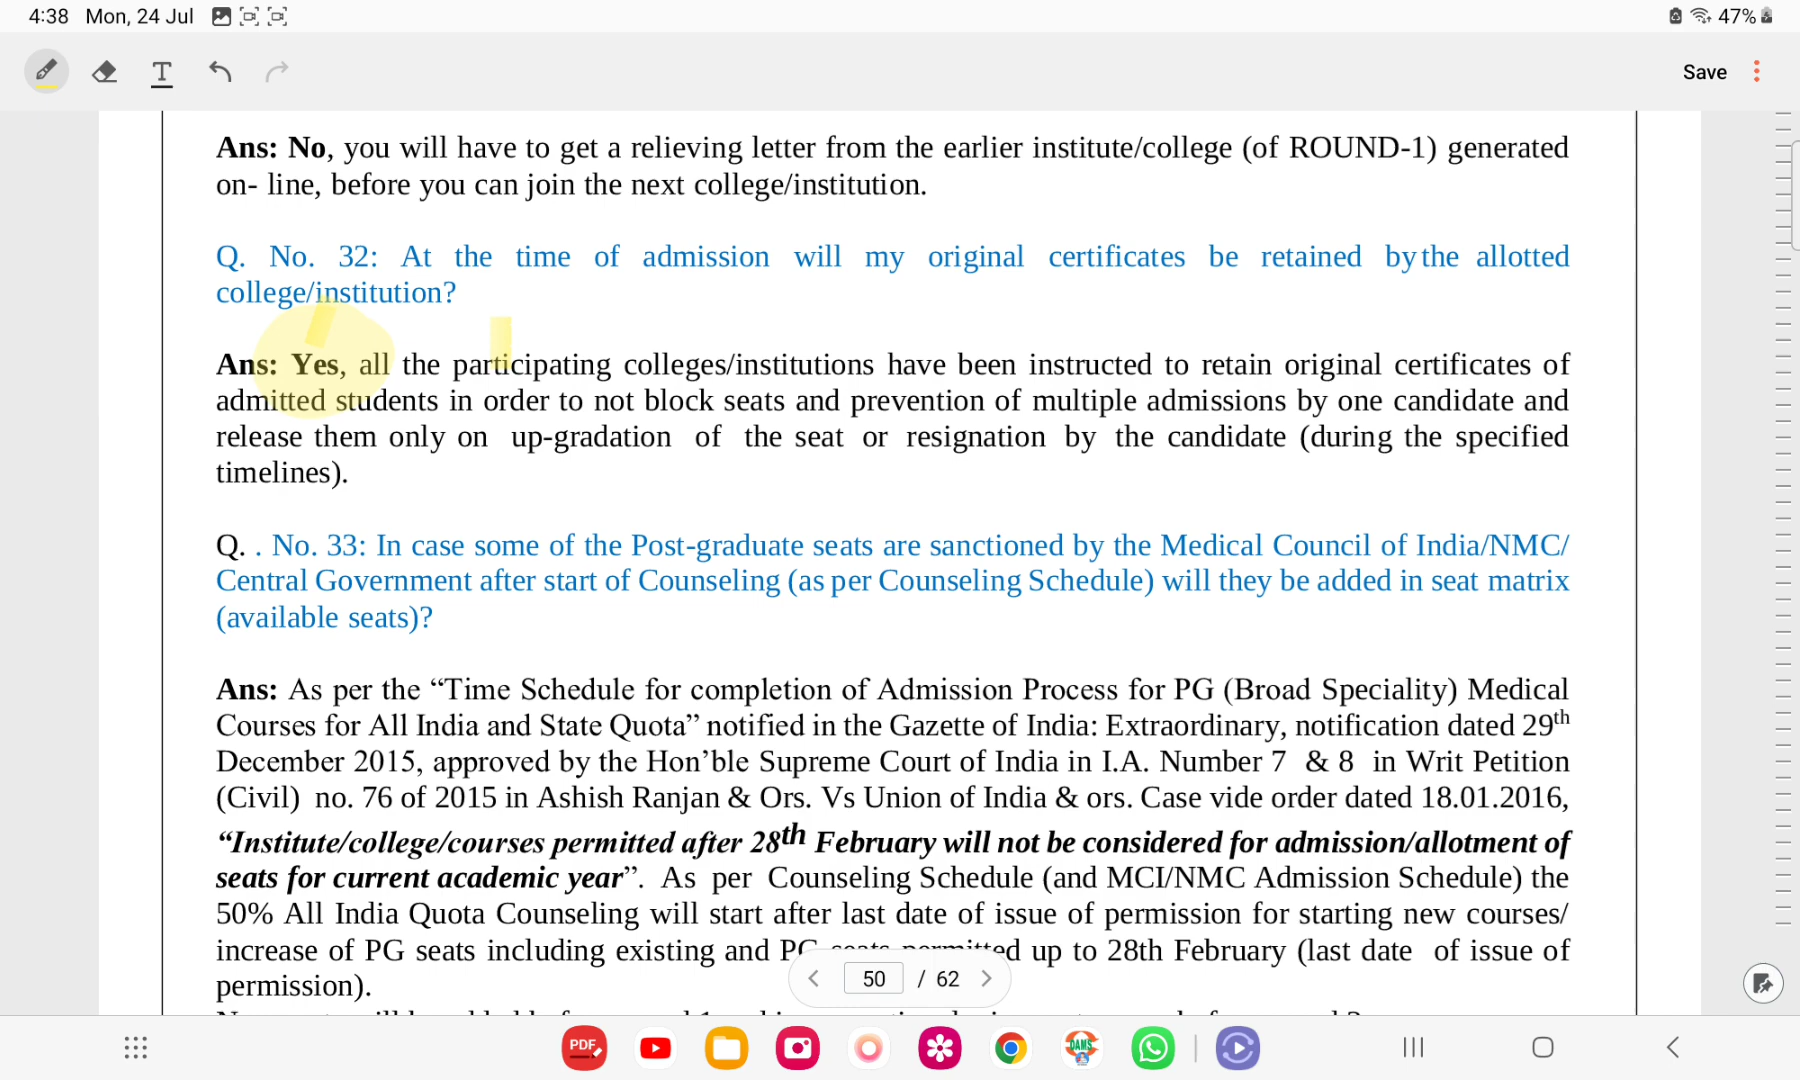 4:38 Mon, 24 Jul 47%
Save
Ans: No, you will have to get a relieving letter from the earlier institute/college (of ROUND-1) generated
on- line, before you can join the next college/institution.
Q. No. 32: At the time of admission will my original certificates be retained by the allotted
college/institution?
Ans: Yes, all the participating colleges/institutions have been instructed to retain original certificates of
admitted students in order to not block seats and prevention of multiple admissions by one candidate and
release them only on up-gradation of the seat or resignation by the candidate (during the specified
timelines).
Q. . No. 33: In case some of the Post-graduate seats are sanctioned by the Medical Council of India/NMC/
Central Government after start of Counseling (as per Counseling Schedule) will they be added in seat matrix
(available seats)?
Ans: As per the “Time Schedule for completion of Admission Process for PG (Broad Speciality) Medical
Courses for All India and State Quota” notified in the Gazette of India: Extraordinary, notification dated 29th
December 2015, approved by the Hon’ble Supreme Court of India in I.A. Number 7 & 8 in Writ Petition
(Civil) no. 76 of 2015 in Ashish Ranjan & Ors. Vs Union of India & ors. Case vide order dated 18.01.2016,
“Institute/college/courses permitted after 28th February will not be considered for admission/allotment of
seats for current academic year”. As per Counseling Schedule (and MCI/NMC Admission Schedule) the
50% All India Quota Counseling will start after last date of issue of permission for starting new courses/
increase of PG seats including existing and PG seats permitted up to 28th February (last date of issue of
permission).
50 / 62
PDF
DAMS